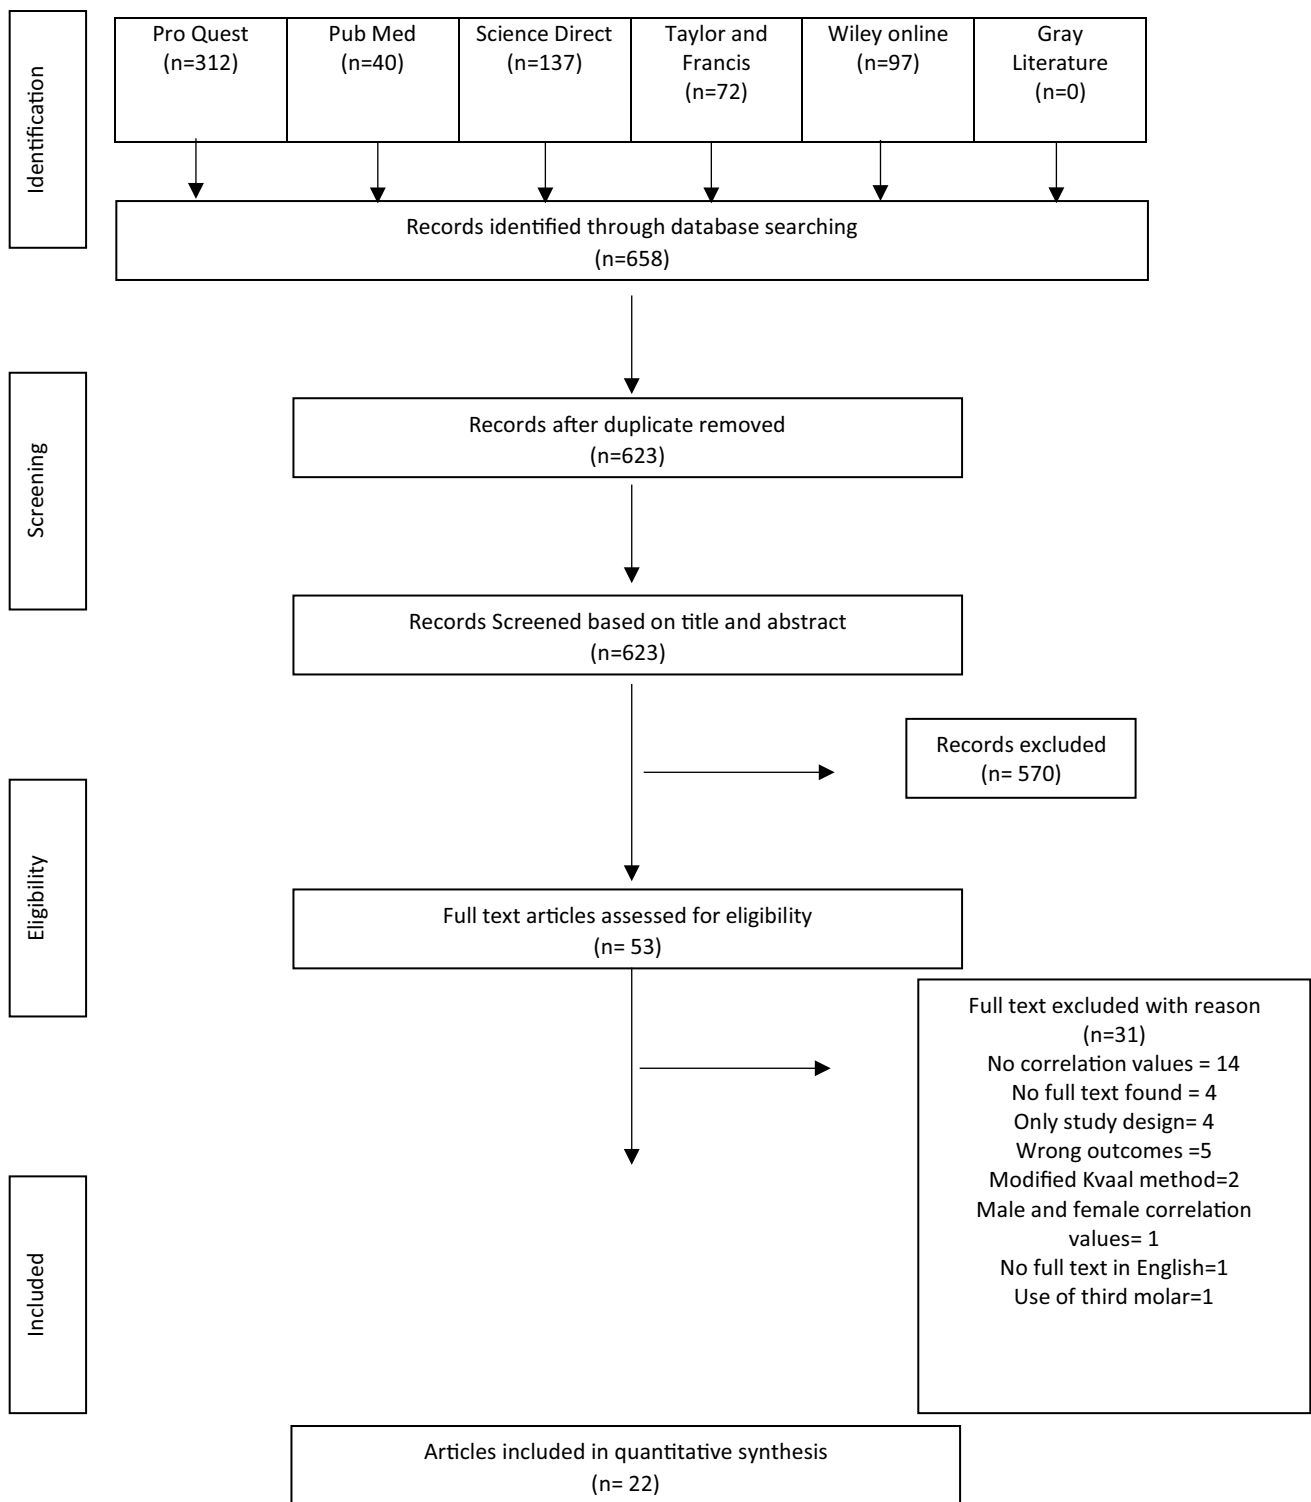 Identification
Pro Quest
(n=312)
Pub Med
(n=40)
Science Direct
(n=137)
Taylor and
Francis
(n=72)
Wiley online
(n=97)
Gray
Literature
(n=0)
Records identified through database searching
(n=658)
Screening
Records after duplicate removed
(n=623)
Records Screened based on title and abstract
(n=623)
Records excluded
(n= 570)
Eligibility
Full text articles assessed for eligibility
(n= 53)
Full text excluded with reason
(n=31)
No correlation values = 14
No full text found = 4
Only study design= 4
Wrong outcomes =5
Modified Kvaal method=2
Male and female correlation
values= 1
No full text in English=1
Use of third molar=1
Included
Articles included in quantitative synthesis
(n= 22)